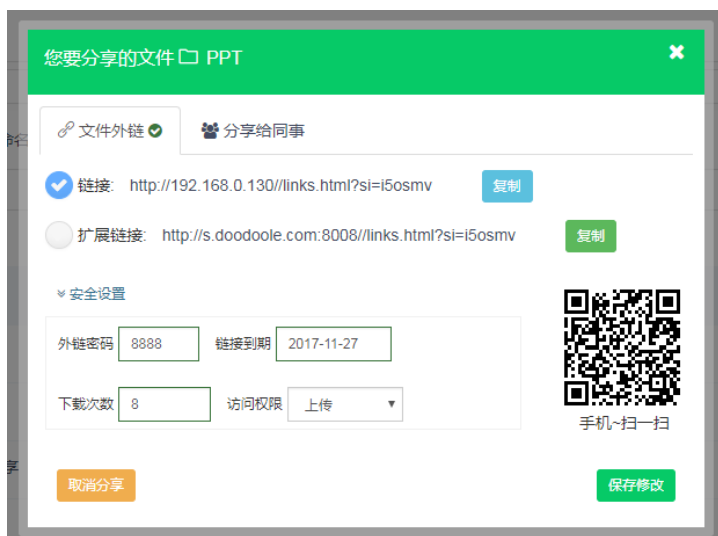 您要分享的文件 PPT
文件外链 分享给同事
命名
链接: http://192.168.0.130//links.html?si=i5osmv 复制
扩展链接: http://s.doodoole.com:8008//links.html?si=i5osmv 复制
安全设置
外链密码 8888 链接到期 2017-11-27
下载次数 8 访问权限 上传
手机~扫一扫
享
取消分享 保存修改